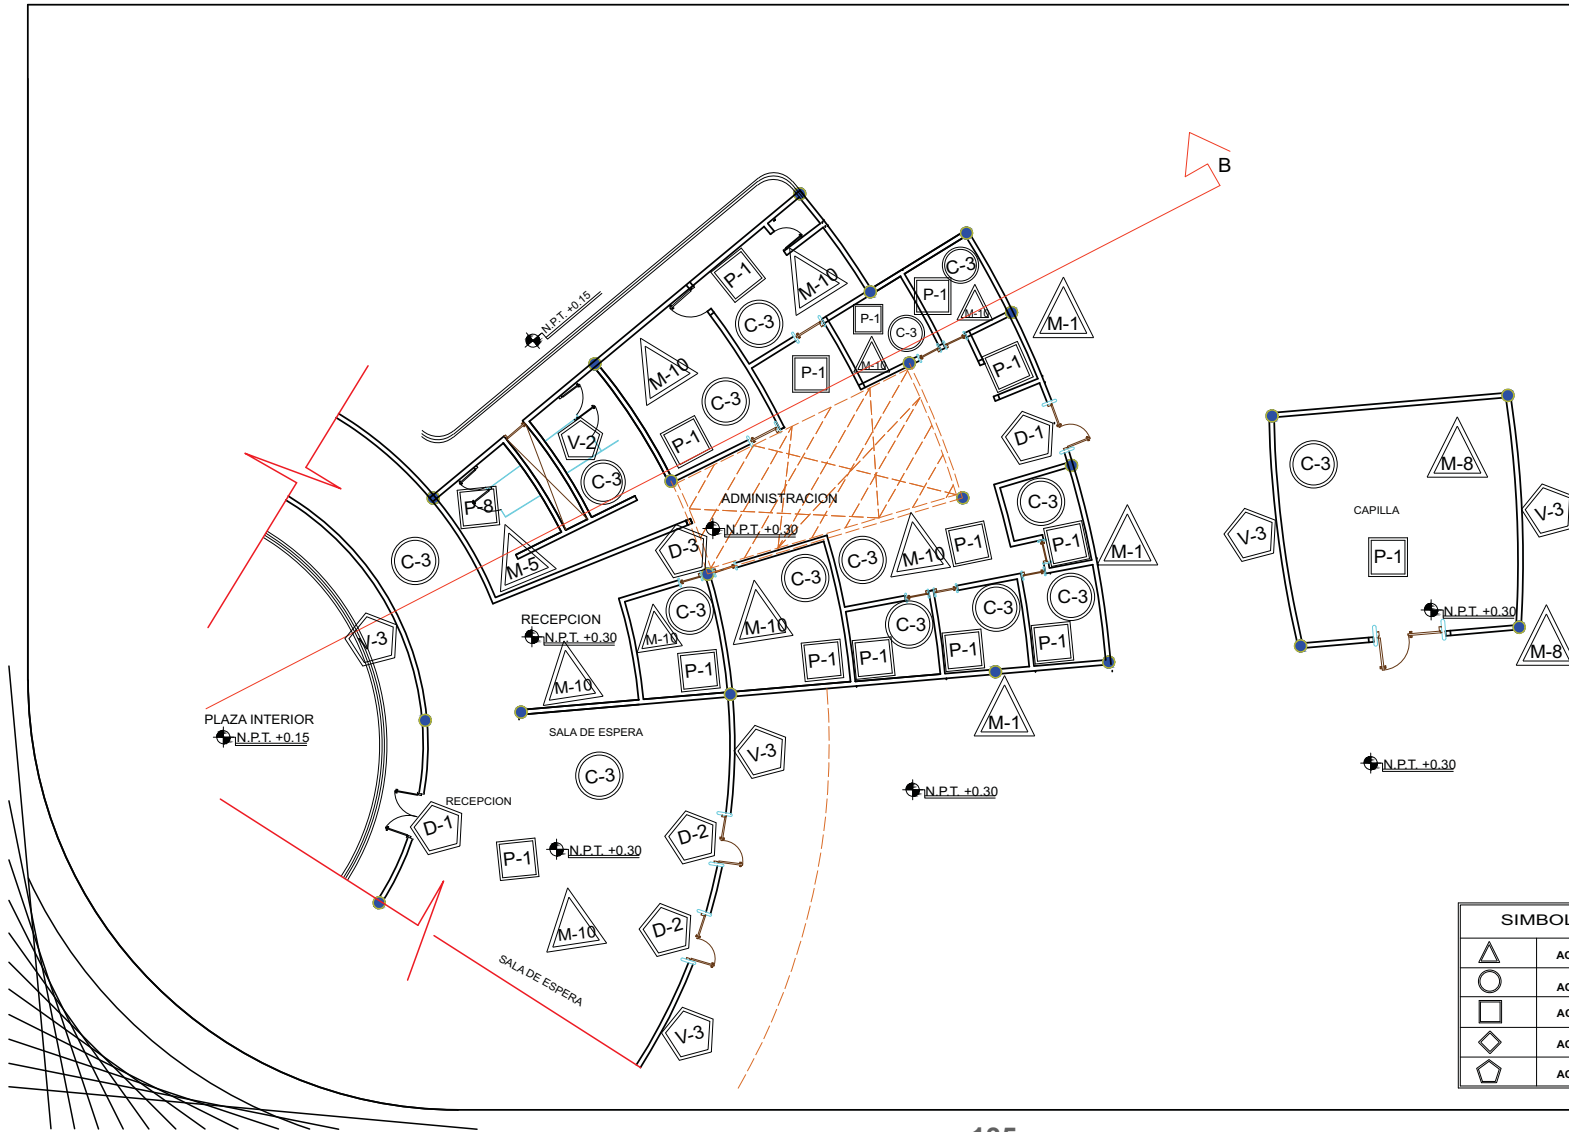 B
N.P.T. +0.15
P-1
M-10
C-3
C-3
P-1
M-10
P-1
C-3
M-10
M-1
M-10
C-3
P-1
P-1
P-1
V-2
C-3
P-8
M-5
C-3
D-1
C-3
P-1
M-1
ADMINISTRACION
N.P.T. +0.30
D-3
M-10
P-1
C-3
C-3
C-3
M-10
P-1
M-10
P-1
C-3
P-1
C-3
P-1
C-3
P-1
M-1
RECEPCION
N.P.T. +0.30
M-10
V-3
PLAZA INTERIOR
N.P.T. +0.15
SALA DE ESPERA
C-3
V-3
RECEPCION
D-1
P-1
N.P.T. +0.30
D-2
D-2
M-10
SALA DE ESPERA
V-3
N.P.T. +0.30
C-3
M-8
CAPILLA
V-3
V-3
P-1
N.P.T. +0.30
M-8
N.P.T. +0.30